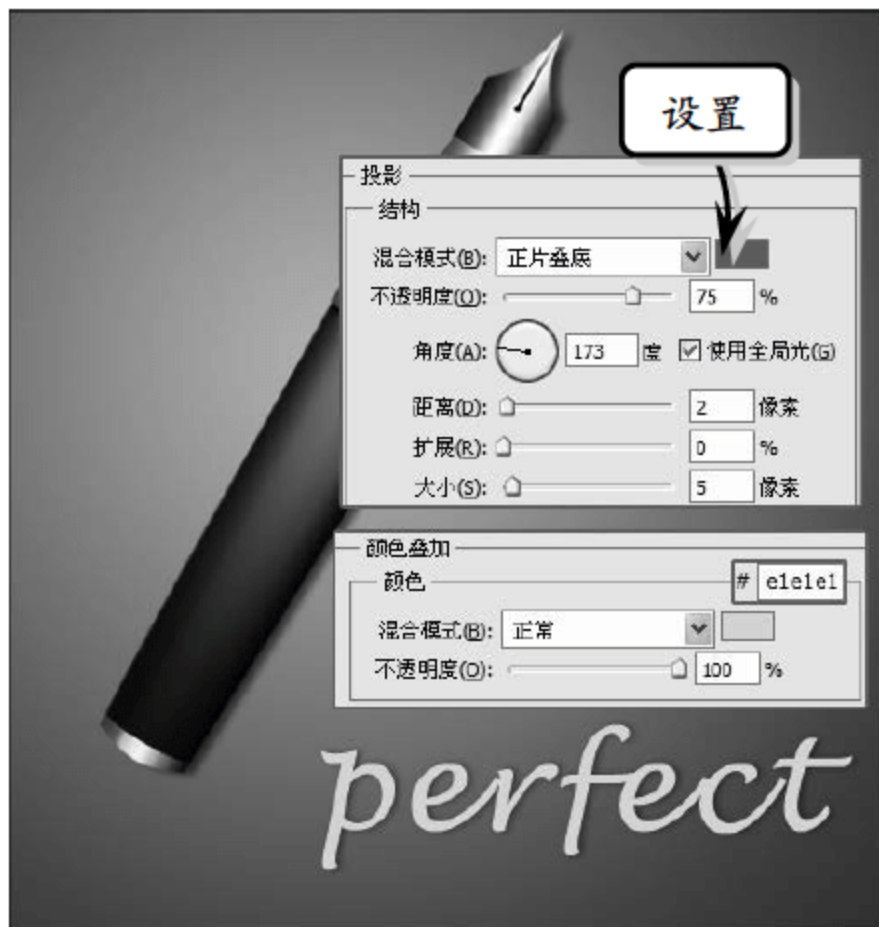 设置
投影
结构
混合模式(B): 正片叠底
不透明度(O): 75 %
角度(A): 173 度 使用全局光(G)
距离(D): 2 像素
扩展(R): 0 %
大小(S): 5 像素
颜色叠加
颜色 # e1e1e1
混合模式(B): 正常
不透明度(O): 100 %
perfect